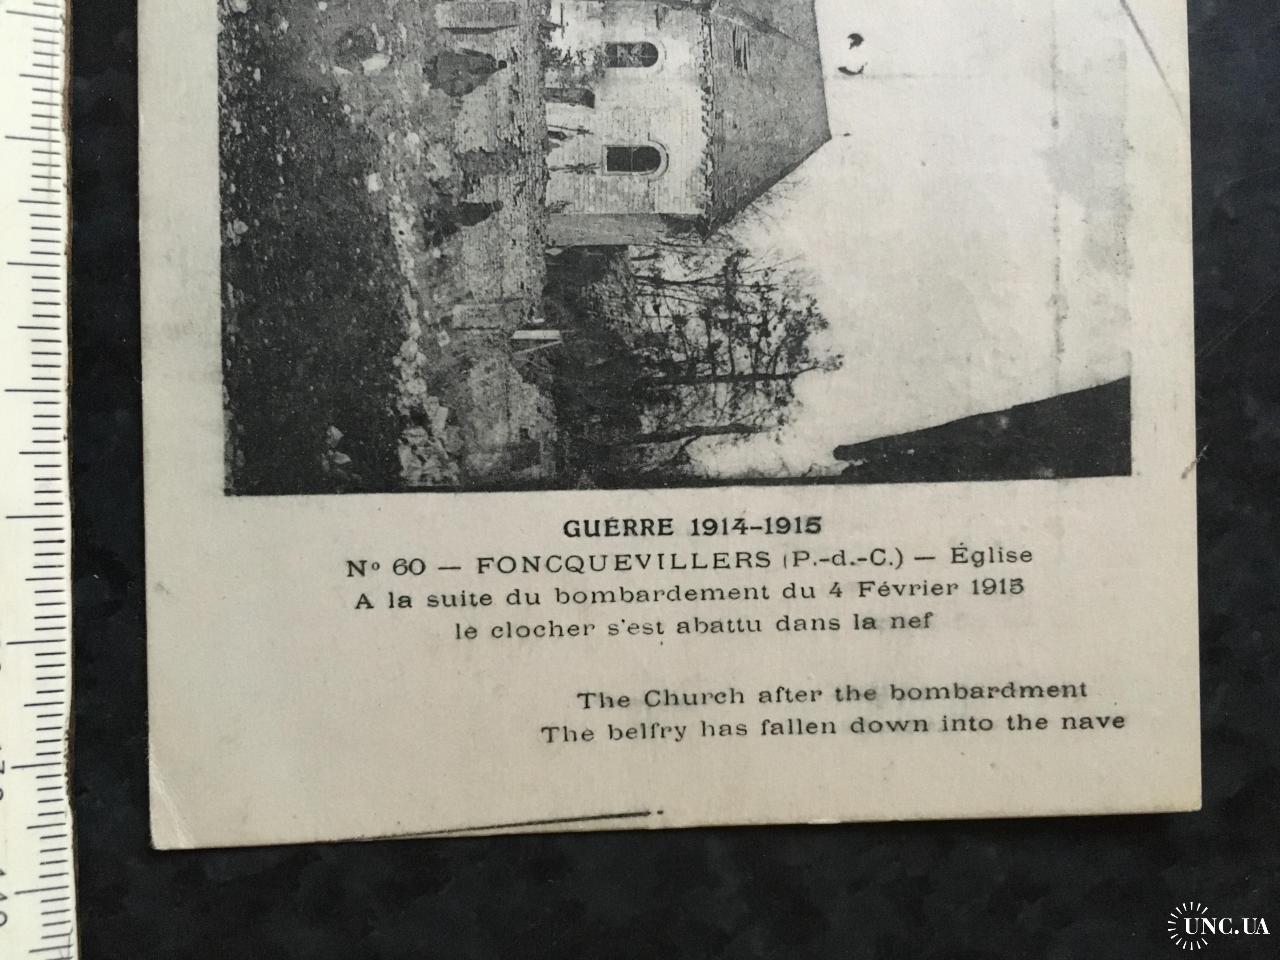 GUERRE 1914-1915
Nº 60 — FONCQUEVILLERS (P.-d.-C.) — Église
A la suite du bombardement du 4 Février 1915
le clocher s'est abattu dans la nef
The Church after the bombardment
The belfry has fallen down into the nave
UNC.UA